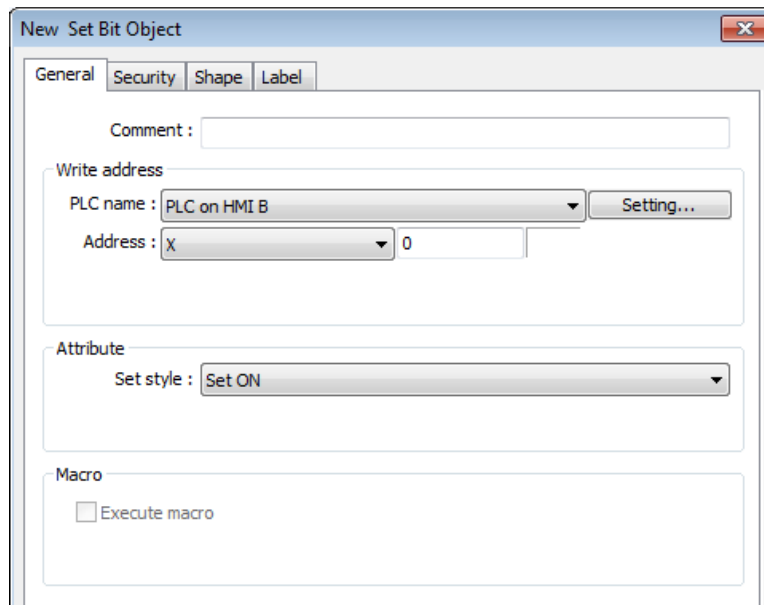 New Set Bit Object
General Security Shape Label
Comment :
Write address
PLC name : PLC on HMI B Setting...
Address : X 0
Attribute
Set style : Set ON
Macro
Execute macro